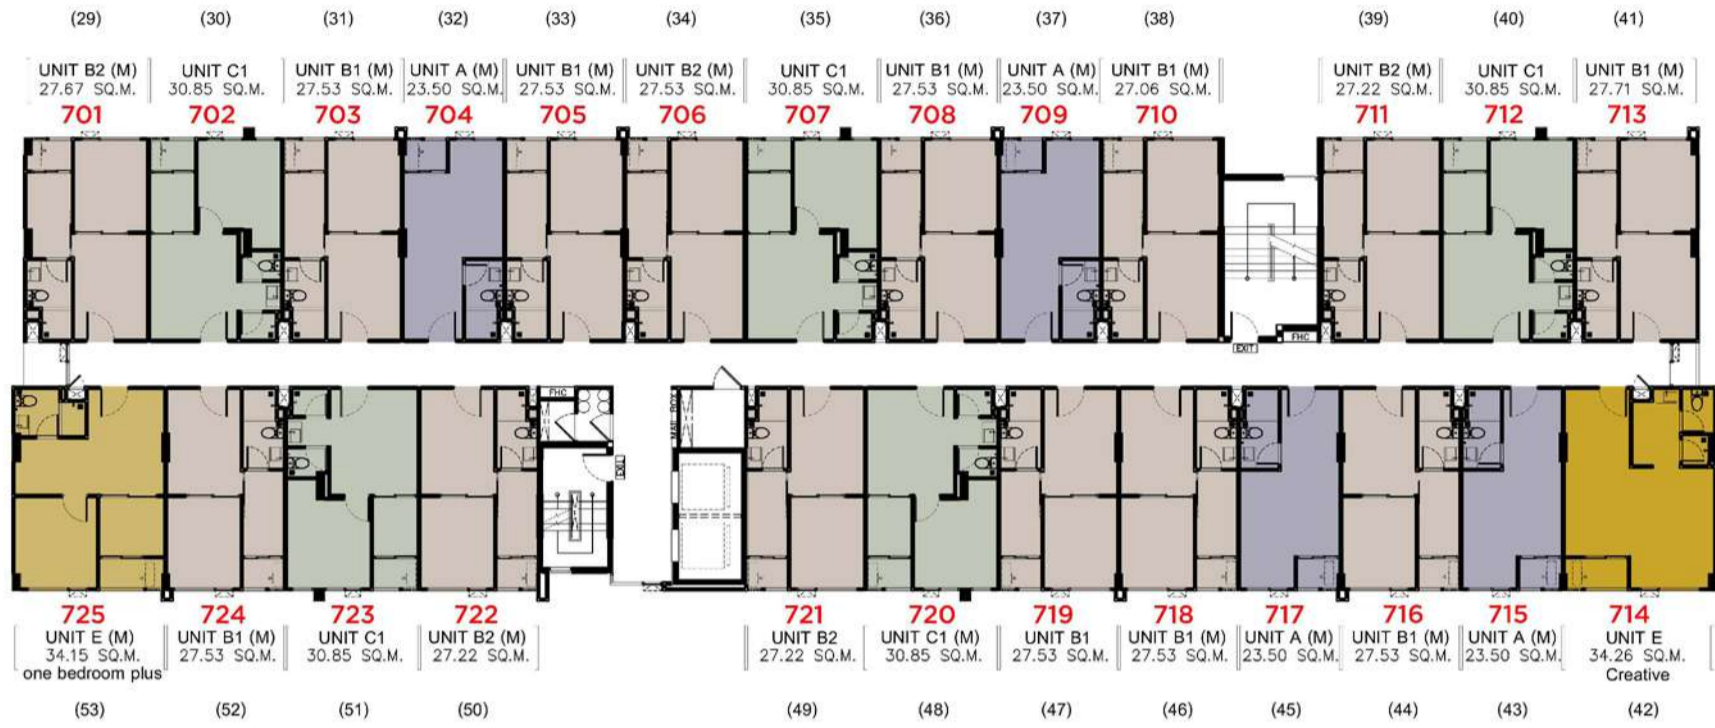 (29) (30) (31) (32) (33) (34) (35) (36) (37) (38) (39) (40) (41)
UNIT B2 (M) UNIT C1 UNIT B1 (M) UNIT A (M) UNIT B1 (M) UNIT B2 (M) UNIT C1 UNIT B1 (M) UNIT A (M) UNIT B1 (M) UNIT B2 (M) UNIT C1 UNIT B1 (M)
27.67 SQ.M. 30.85 SQ.M. 27.53 SQ.M. 23.50 SQ.M. 27.53 SQ.M. 27.53 SQ.M. 30.85 SQ.M. 27.53 SQ.M. 23.50 SQ.M. 27.06 SQ.M. 27.22 SQ.M. 30.85 SQ.M. 27.71 SQ.M.
701 702 703 704 705 706 707 708 709 710 711 712 713
EXIT FHC
FHC
MAIL BOX
EXIT
725 724 723 722 721 720 719 718 717 716 715 714
UNIT E (M) UNIT B1 (M) UNIT C1 UNIT B2 (M) UNIT B2 UNIT C1 (M) UNIT B1 UNIT B1 (M) UNIT A (M) UNIT B1 (M) UNIT A (M) UNIT E
34.15 SQ.M. 27.53 SQ.M. 30.85 SQ.M. 27.22 SQ.M. 27.22 SQ.M. 30.85 SQ.M. 27.53 SQ.M. 27.53 SQ.M. 23.50 SQ.M. 27.53 SQ.M. 23.50 SQ.M. 34.26 SQ.M.
one bedroom plus Creative
(53) (52) (51) (50) (49) (48) (47) (46) (45) (44) (43) (42)